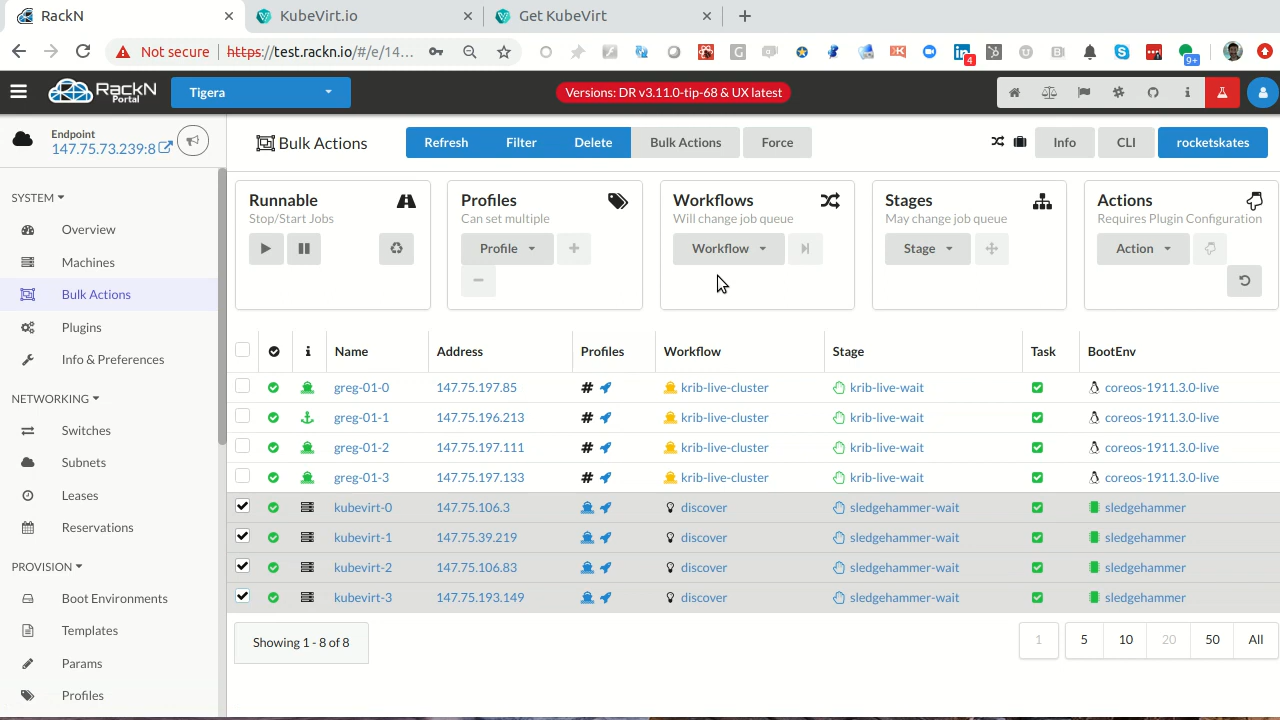 RackN
KubeVirt.io
Get KubeVirt
Not secure
https://test.rackn.io/#/e/14...
4
9+
RackN
Portal
Tigera
Versions: DR v3.11.0-tip-68 & UX latest
Endpoint
147.75.73.239:8
Bulk Actions
Refresh
Filter
Delete
Bulk Actions
Force
Info
CLI
rocketskates
SYSTEM
Overview
Machines
Bulk Actions
Plugins
Info & Preferences
NETWORKING
Switches
Subnets
Leases
Reservations
PROVISION
Boot Environments
Templates
Params
Profiles
Runnable
Stop/Start Jobs
Profiles
Can set multiple
Profile
Workflows
Will change job queue
Workflow
Stages
May change job queue
Stage
Actions
Requires Plugin Configuration
Action
Name Address Profiles Workflow Stage Task BootEnv
greg-01-0 147.75.197.85 # krib-live-cluster krib-live-wait coreos-1911.3.0-live
greg-01-1 147.75.196.213 # krib-live-cluster krib-live-wait coreos-1911.3.0-live
greg-01-2 147.75.197.111 # krib-live-cluster krib-live-wait coreos-1911.3.0-live
greg-01-3 147.75.197.133 # krib-live-cluster krib-live-wait coreos-1911.3.0-live
kubevirt-0 147.75.106.3 discover sledgehammer-wait sledgehammer
kubevirt-1 147.75.39.219 discover sledgehammer-wait sledgehammer
kubevirt-2 147.75.106.83 discover sledgehammer-wait sledgehammer
kubevirt-3 147.75.193.149 discover sledgehammer-wait sledgehammer
Showing 1 - 8 of 8
1
5
10
20
50
All